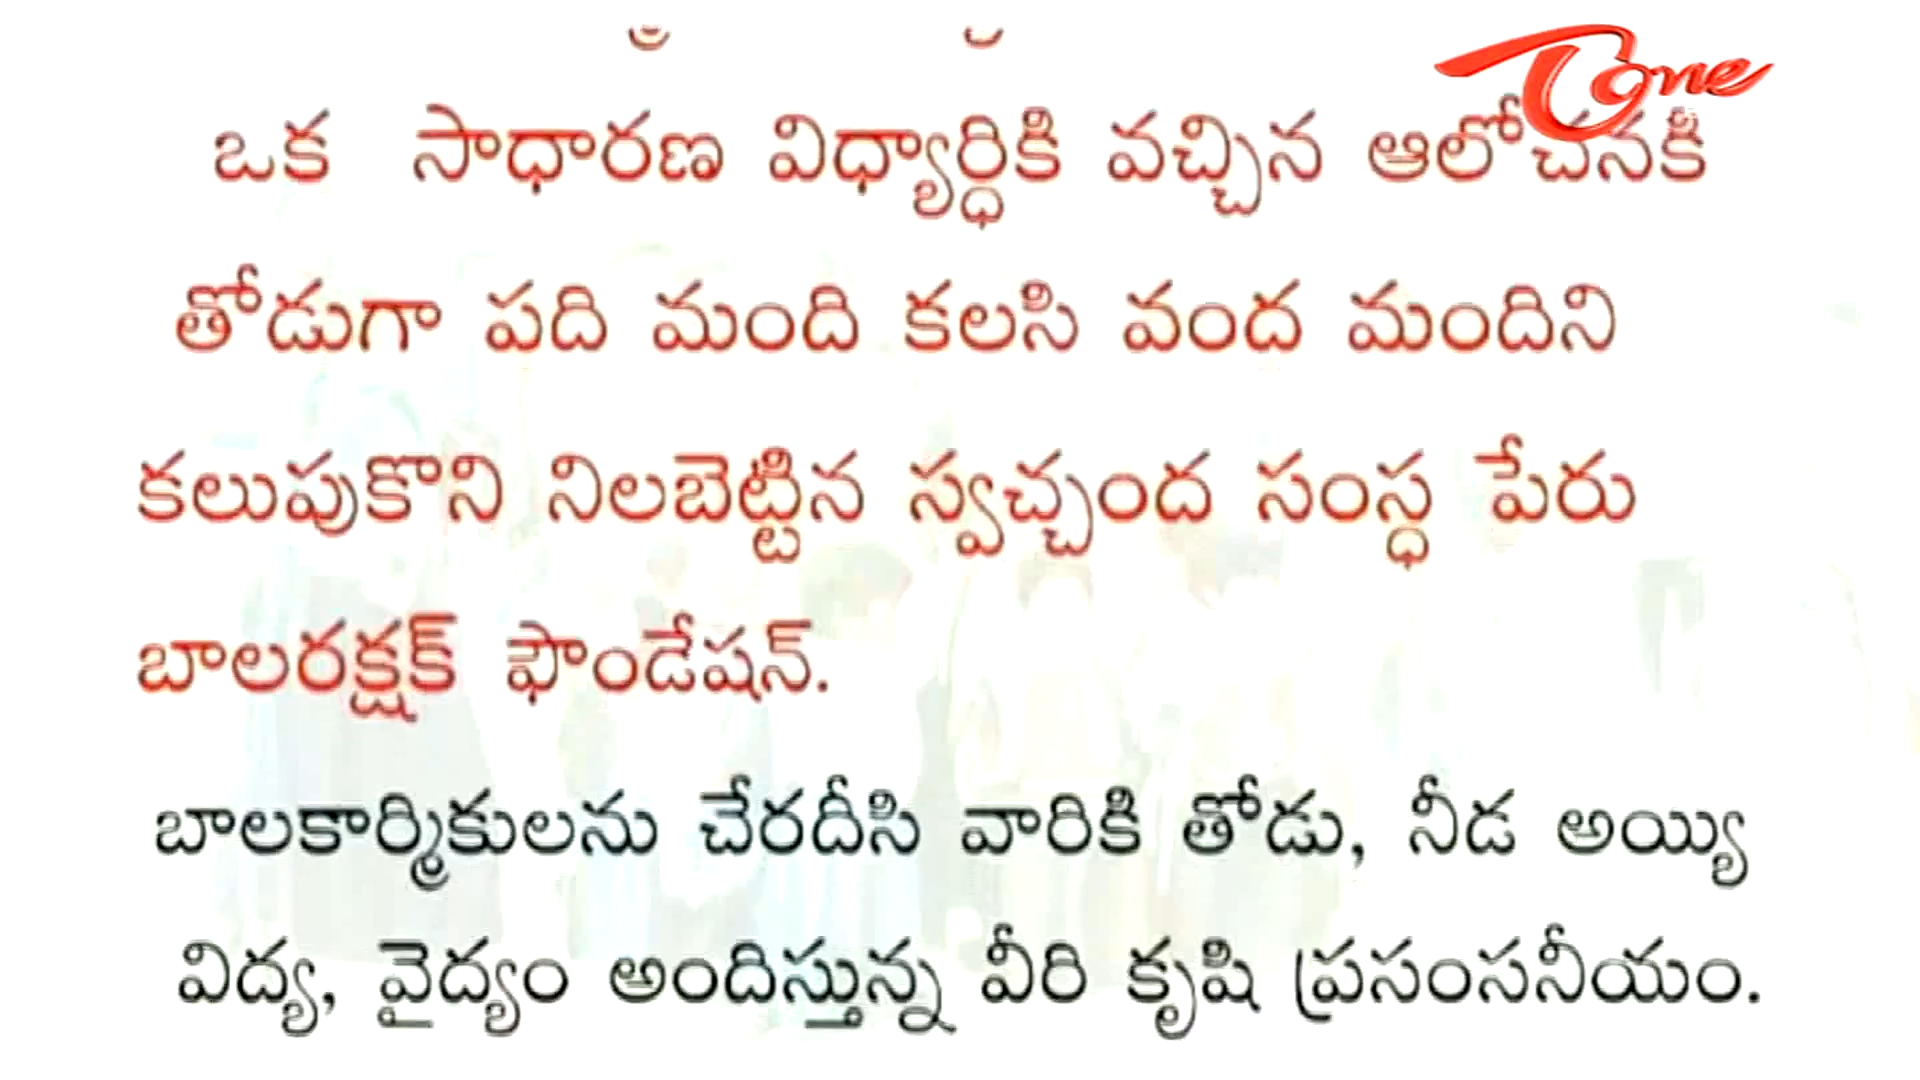 one
ఒక సాధారణ విధ్యార్ధికి వచ్చిన ఆలోచనకి
తోడుగా పది మంది కలసి వంద మందిని
కలుపుకొని నిలబెట్టిన స్వచ్చంద సంస్ధ పేరు
బాలరక్షక్ ఫౌండేషన్.
బాలకార్మికులను చేరదీసి వారికి తోడు, నీడ అయ్యి
విద్య, వైద్యం అందిస్తున్న వీరి కృషి ప్రసంసనీయం.